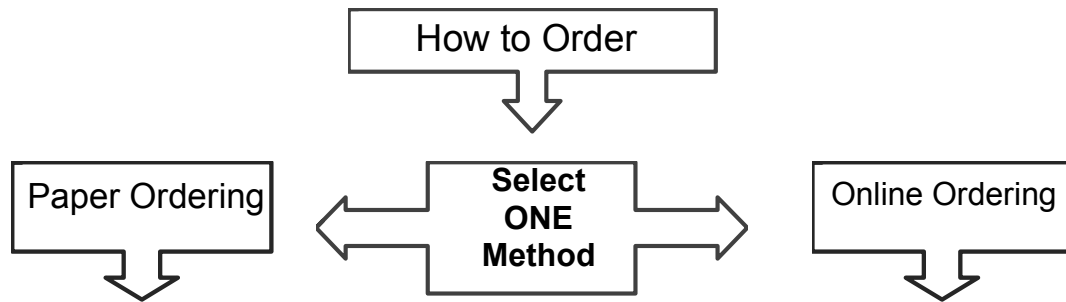 How to Order
Paper Ordering
Select
ONE
Method
Online Ordering